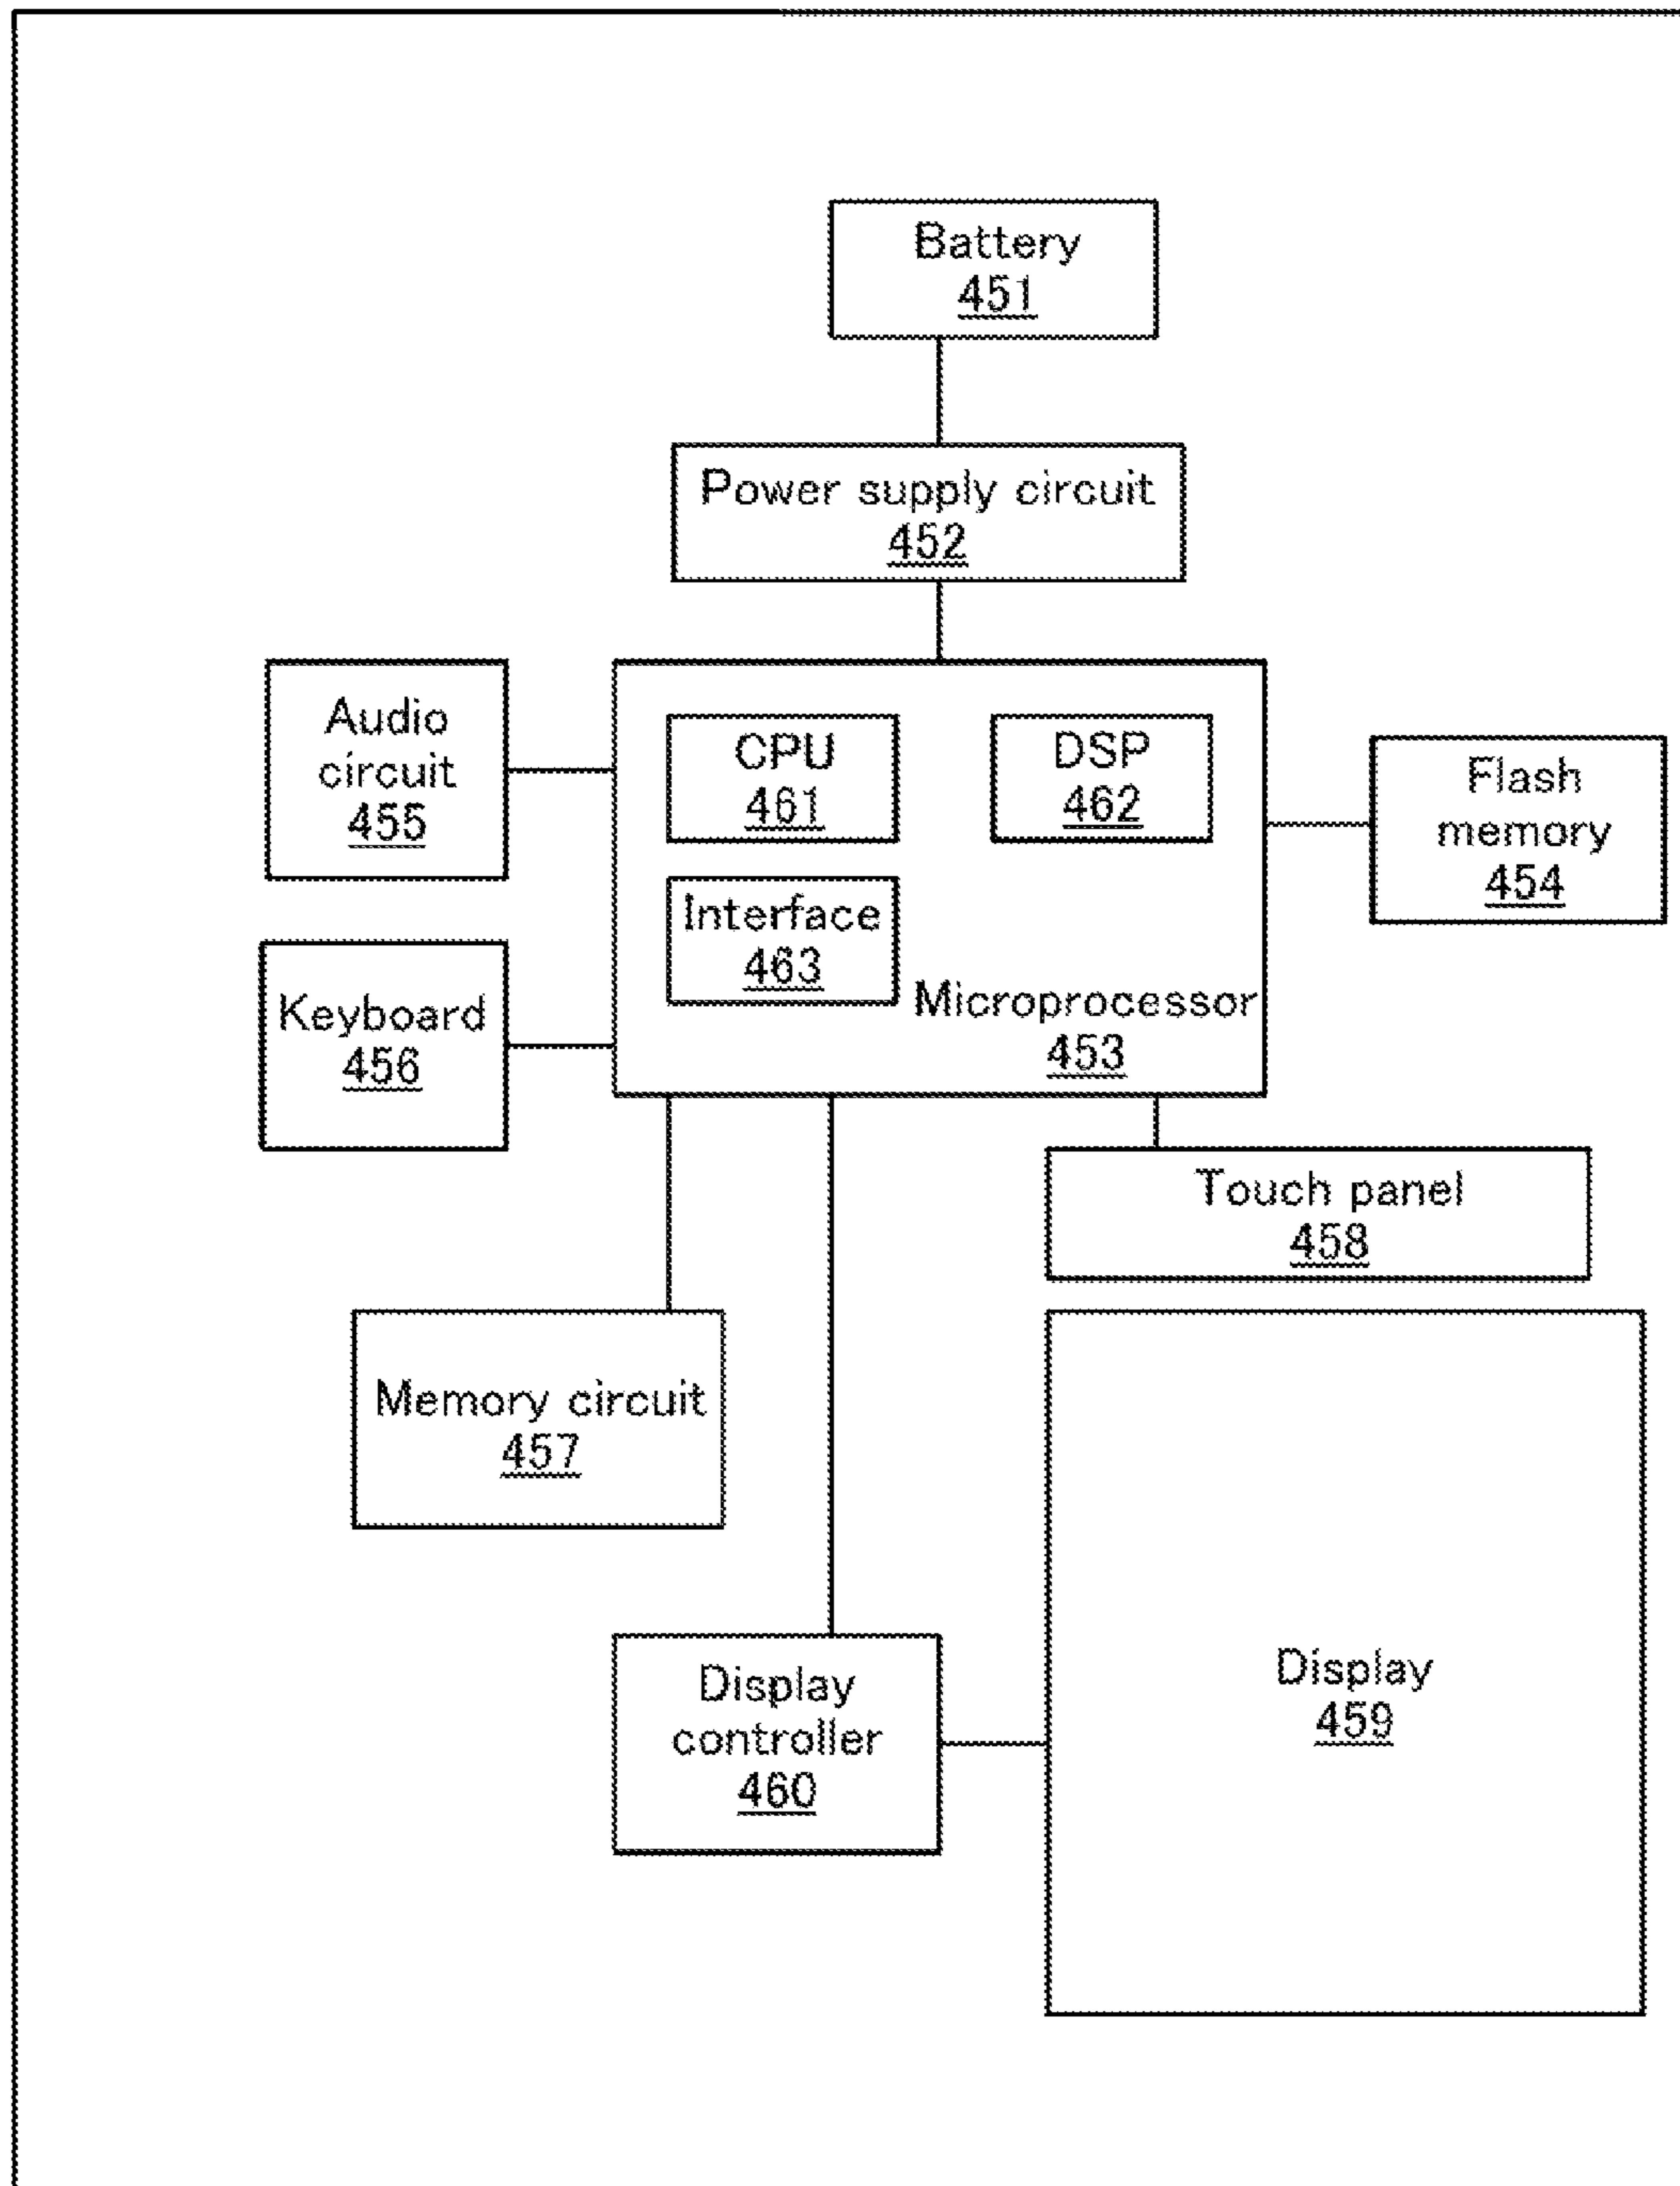 Battery
451
Power supply circuit
452
Audio
circuit
455
CPU
461
DSP
462
Flash
memory
454
Interface
463
Microprocessor
453
Keyboard
456
Touch panel
458
Memory circuit
457
Display
controller
460
Display
459